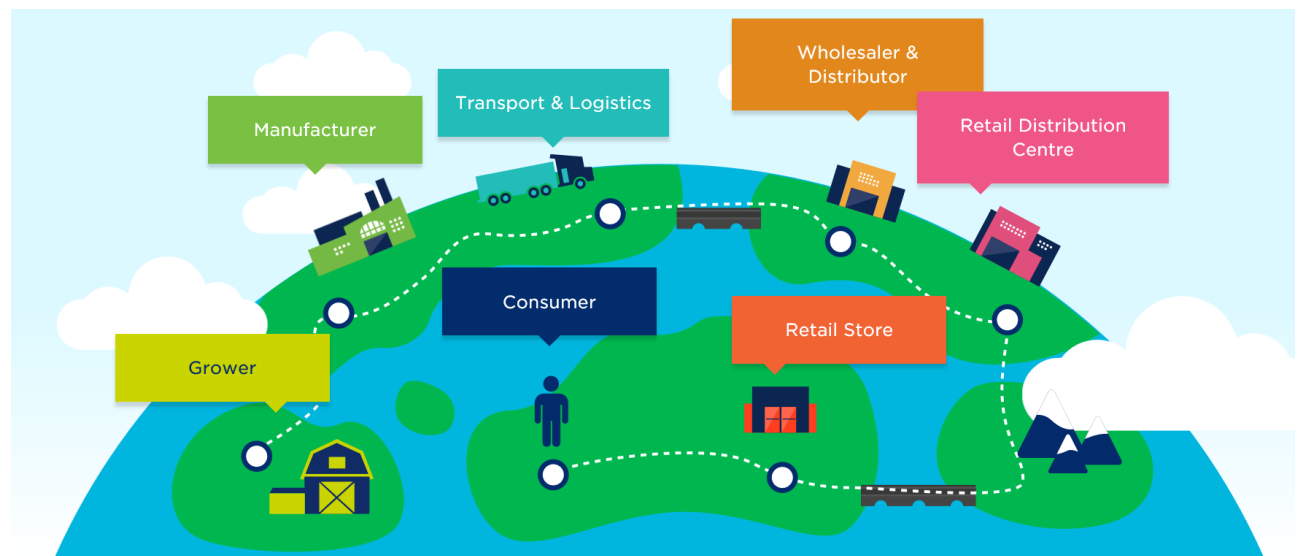 Wholesaler &
Distributor
Transport & Logistics
Manufacturer
Retail Distribution
Centre
Consumer
Retail Store
Grower